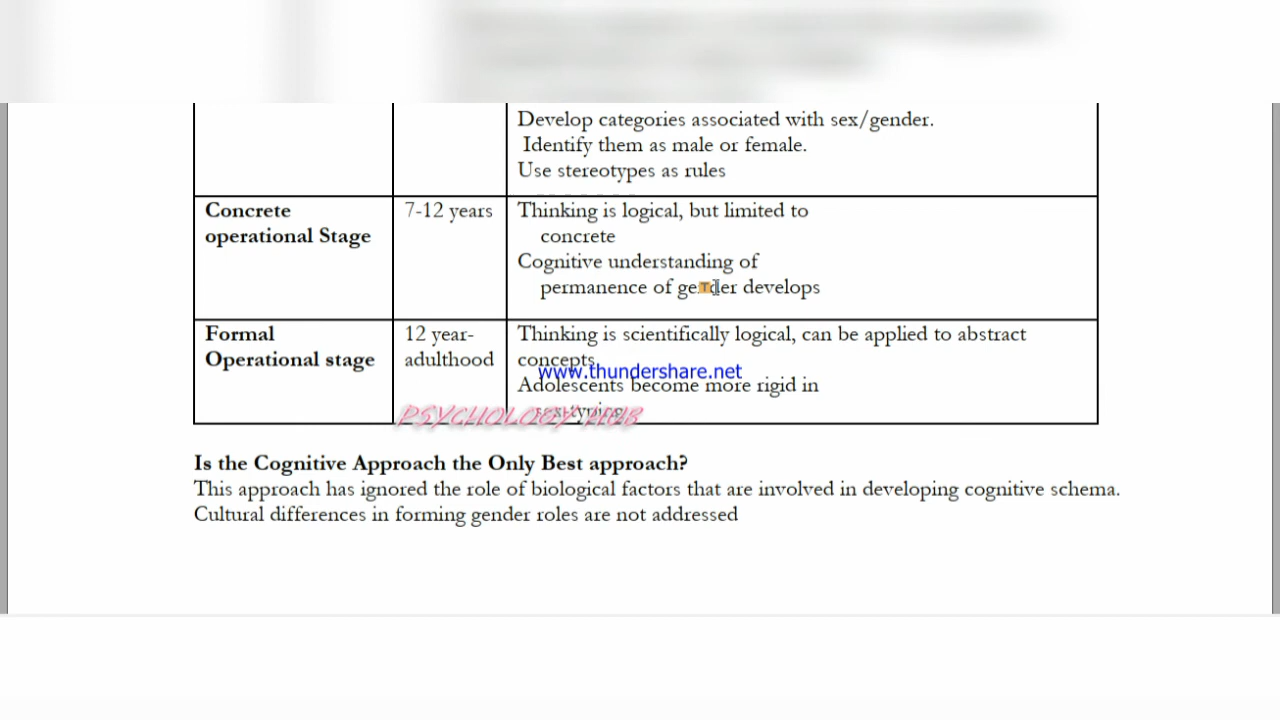 Develop categories associated with sex/gender.
Identify them as male or female.
Use stereotypes as rules
Concrete
operational Stage
7-12 years
Thinking is logical, but limited to
concrete
Cognitive understanding of
permanence of gender develops
Formal
Operational stage
12 year-
adulthood
Thinking is scientifically logical, can be applied to abstract
concepts
www.thundershare.net
Adolescents become more rigid in
PSYCHOLOGY HUB
Is the Cognitive Approach the Only Best approach?
This approach has ignored the role of biological factors that are involved in developing cognitive schema.
Cultural differences in forming gender roles are not addressed